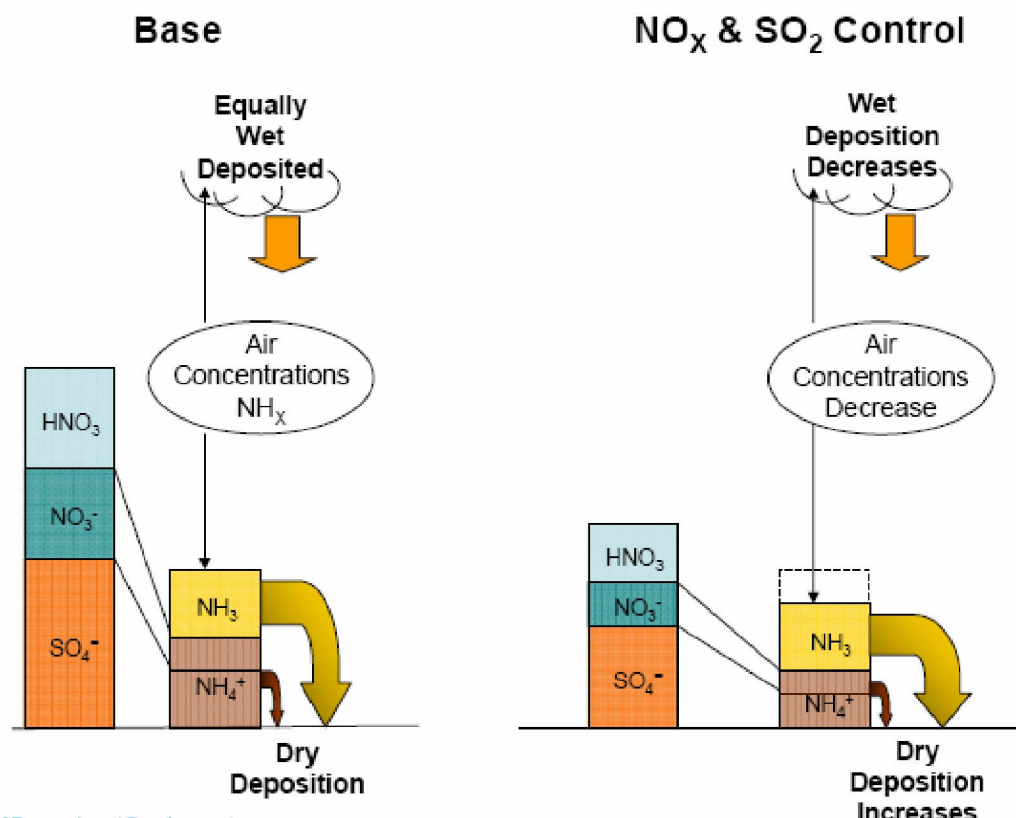 Base
Equally
Wet
Deposited
Air
Concentrations
NHX
HNO3
NO3-
SO4=
NH3
NH4+
Dry
Deposition
NOX & SO2 Control
Wet
Deposition
Decreases
Air
Concentrations
Decrease
HNO3
NO3-
SO4=
NH3
NH4+
Dry
Deposition
Increases